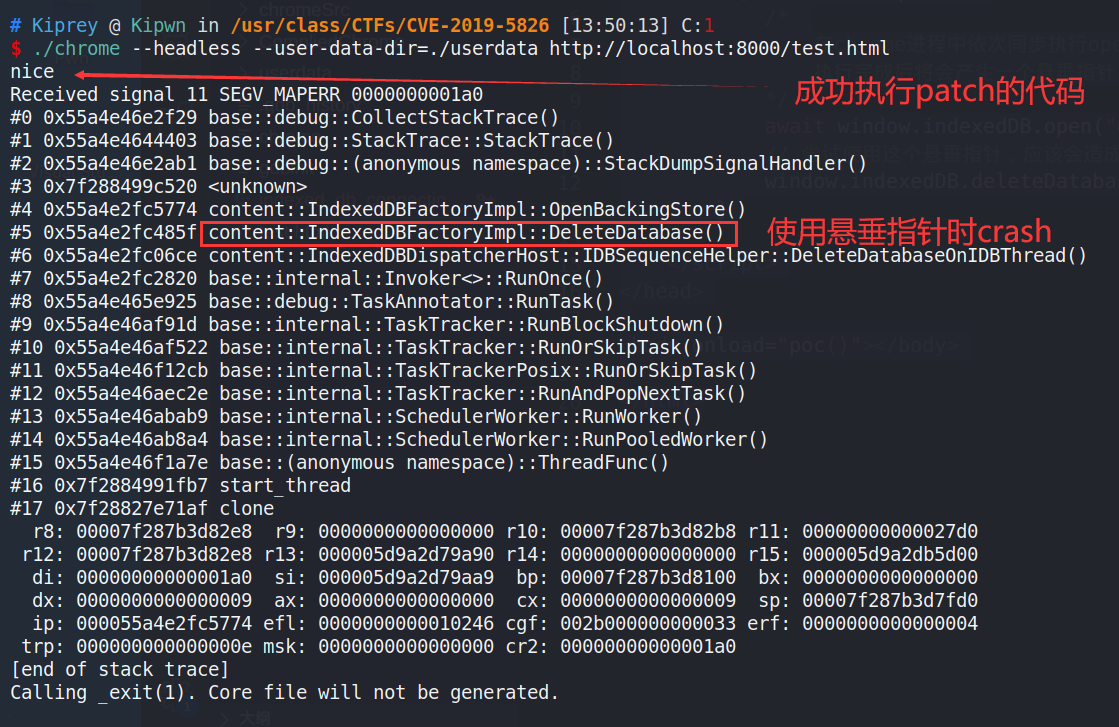 # Kiprey @ Kipwn in /usr/class/CTFs/CVE-2019-5826 [13:50:13] C:1
$ ./chrome --headless --user-data-dir=./userdata http://localhost:8000/test.html
nice
成功执行patch的代码
Received signal 11 SEGV_MAPERR 0000000001a0
#0 0x55a4e46e2f29 base::debug::CollectStackTrace()
#1 0x55a4e4644403 base::debug::StackTrace::StackTrace()
#2 0x55a4e46e2ab1 base::debug::(anonymous namespace)::StackDumpSignalHandler()
#3 0x7f288499c520 <unknown>
#4 0x55a4e2fc5774 content::IndexedDBFactoryImpl::OpenBackingStore()
#5 0x55a4e2fc485f content::IndexedDBFactoryImpl::DeleteDatabase()
使用悬垂指针时crash
#6 0x55a4e2fc06ce content::IndexedDBDispatcherHost::IDBSequenceHelper::DeleteDatabaseOnIDBThread()
#7 0x55a4e2fc2820 base::internal::Invoker<>::RunOnce()
#8 0x55a4e465e925 base::debug::TaskAnnotator::RunTask()
#9 0x55a4e46af91d base::internal::TaskTracker::RunBlockShutdown()
#10 0x55a4e46af522 base::internal::TaskTracker::RunOrSkipTask()
#11 0x55a4e46f12cb base::internal::TaskTrackerPosix::RunOrSkipTask()
#12 0x55a4e46aec2e base::internal::TaskTracker::RunAndPopNextTask()
#13 0x55a4e46abab9 base::internal::SchedulerWorker::RunWorker()
#14 0x55a4e46ab8a4 base::internal::SchedulerWorker::RunPooledWorker()
#15 0x55a4e46f1a7e base::(anonymous namespace)::ThreadFunc()
#16 0x7f2884991fb7 start_thread
#17 0x7f28827e71af clone
r8: 00007f287b3d82e8 r9: 0000000000000000 r10: 00007f287b3d82b8 r11: 00000000000027d0
r12: 00007f287b3d82e8 r13: 000005d9a2d79a90 r14: 0000000000000000 r15: 000005d9a2db5d00
di: 00000000000001a0 si: 000005d9a2d79aa9 bp: 00007f287b3d8100 bx: 0000000000000000
dx: 0000000000000009 ax: 0000000000000000 cx: 0000000000000009 sp: 00007f287b3d7fd0
ip: 000055a4e2fc5774 efl: 0000000000010246 cgf: 002b000000000033 erf: 0000000000000004
trp: 000000000000000e msk: 0000000000000000 cr2: 00000000000001a0
[end of stack trace]
Calling _exit(1). Core file will not be generated.